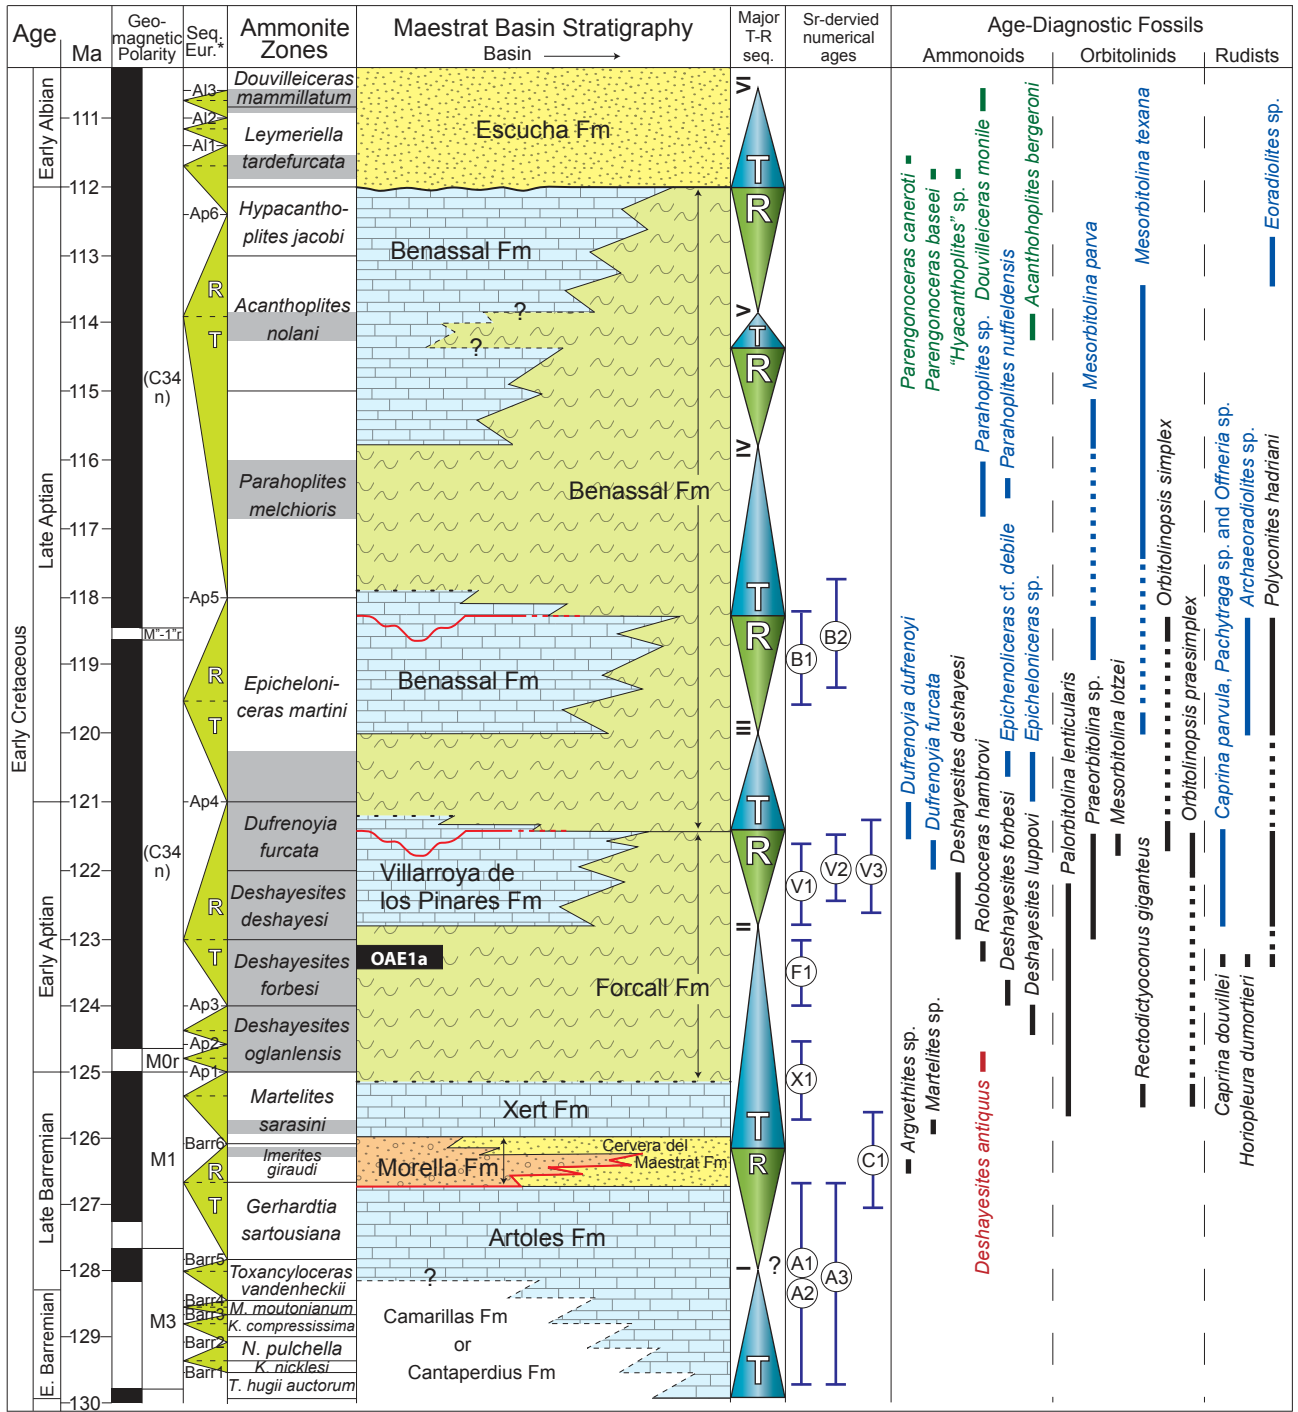 Age
Ma
Geo-
magnetic
Polarity
Seq.
Eur.*
Ammonite
Zones
Maestrat Basin Stratigraphy
Basin
Major
T-R
seq.
Sr-dervied
numerical
ages
Age-Diagnostic Fossils
Ammonoids
Orbitolinids
Rudists
Early Cretaceous
Early Albian
Late Aptian
Early Aptian
Late Barremian
E. Barremian
111
112
113
114
115
116
117
118
119
120
121
122
123
124
125
126
127
128
129
130
(C34
n)
M"-1"r
(C34
n)
M0r
M1
M3
Al3
Al2
Al1
Ap6
R
T
Ap5
R
T
Ap4
R
T
Ap3
Ap2
Ap1
Barr6
R
T
Barr5
Barr4
Barr3
Barr2
Barr1
Douvilleiceras
mammillatum
Leymeriella
tardefurcata
Hypacantho-
plites jacobi
Acanthoplites
nolani
Parahoplites
melchioris
Epicheloni-
ceras martini
Dufrenoyia
furcata
Deshayesites
deshayesi
Deshayesites
forbesi
Deshayesites
oglanlensis
Martelites
sarasini
Imerites
giraudi
Gerhardtia
sartousiana
Toxancyloceras
vandenheckii
M. moutonianum
K. compressissima
N. pulchella
K. nicklesi
T. hugii auctorum
Escucha Fm
Benassal Fm
?
?
Benassal Fm
Benassal Fm
Villarroya de
los Pinares Fm
OAE1a
Forcall Fm
Xert Fm
Morella Fm
Cervera del
Maestrat Fm
Artoles Fm
?
Camarillas Fm
or
Cantaperdius Fm
VI
T
R
V
T
R
VI
T
R
III
T
R
II
T
R
I
?
T
B1
B2
V1
V2
V3
F1
X1
C1
A1
A2
A3
Parengonoceras caneroti
Parengonoceras baseei
"Hyacanthoplites" sp.
Douvilleiceras monile
Acanthohoplites bergeroni
Parahoplites sp.
Parahoplites nutfieldensis
Dufrenoyia dufrenoyi
Dufrenoyia furcata
Deshayesites deshayesi
Roloboceras hambrovi
Epichenoliceras cf. debile
Epicheloniceras sp.
Deshayesites forbesi
Deshayesites luppovi
Argvethites sp.
Martelites sp.
Deshayesites antiquus
Palorbitolina lenticularis
Praeorbitolina sp.
Mesorbitolina parva
Mesorbitolina lotzei
Mesorbitolina texana
Rectodictyoconus giganteus
Orbitolinopsis simplex
Orbitolinopsis praesimplex
Caprina parvula, Pachytraga sp. and Offneria sp.
Archaeoradiolites sp.
Polyconites hadriani
Eoradiolites sp.
Caprina douvillei
Horiopleura dumortieri